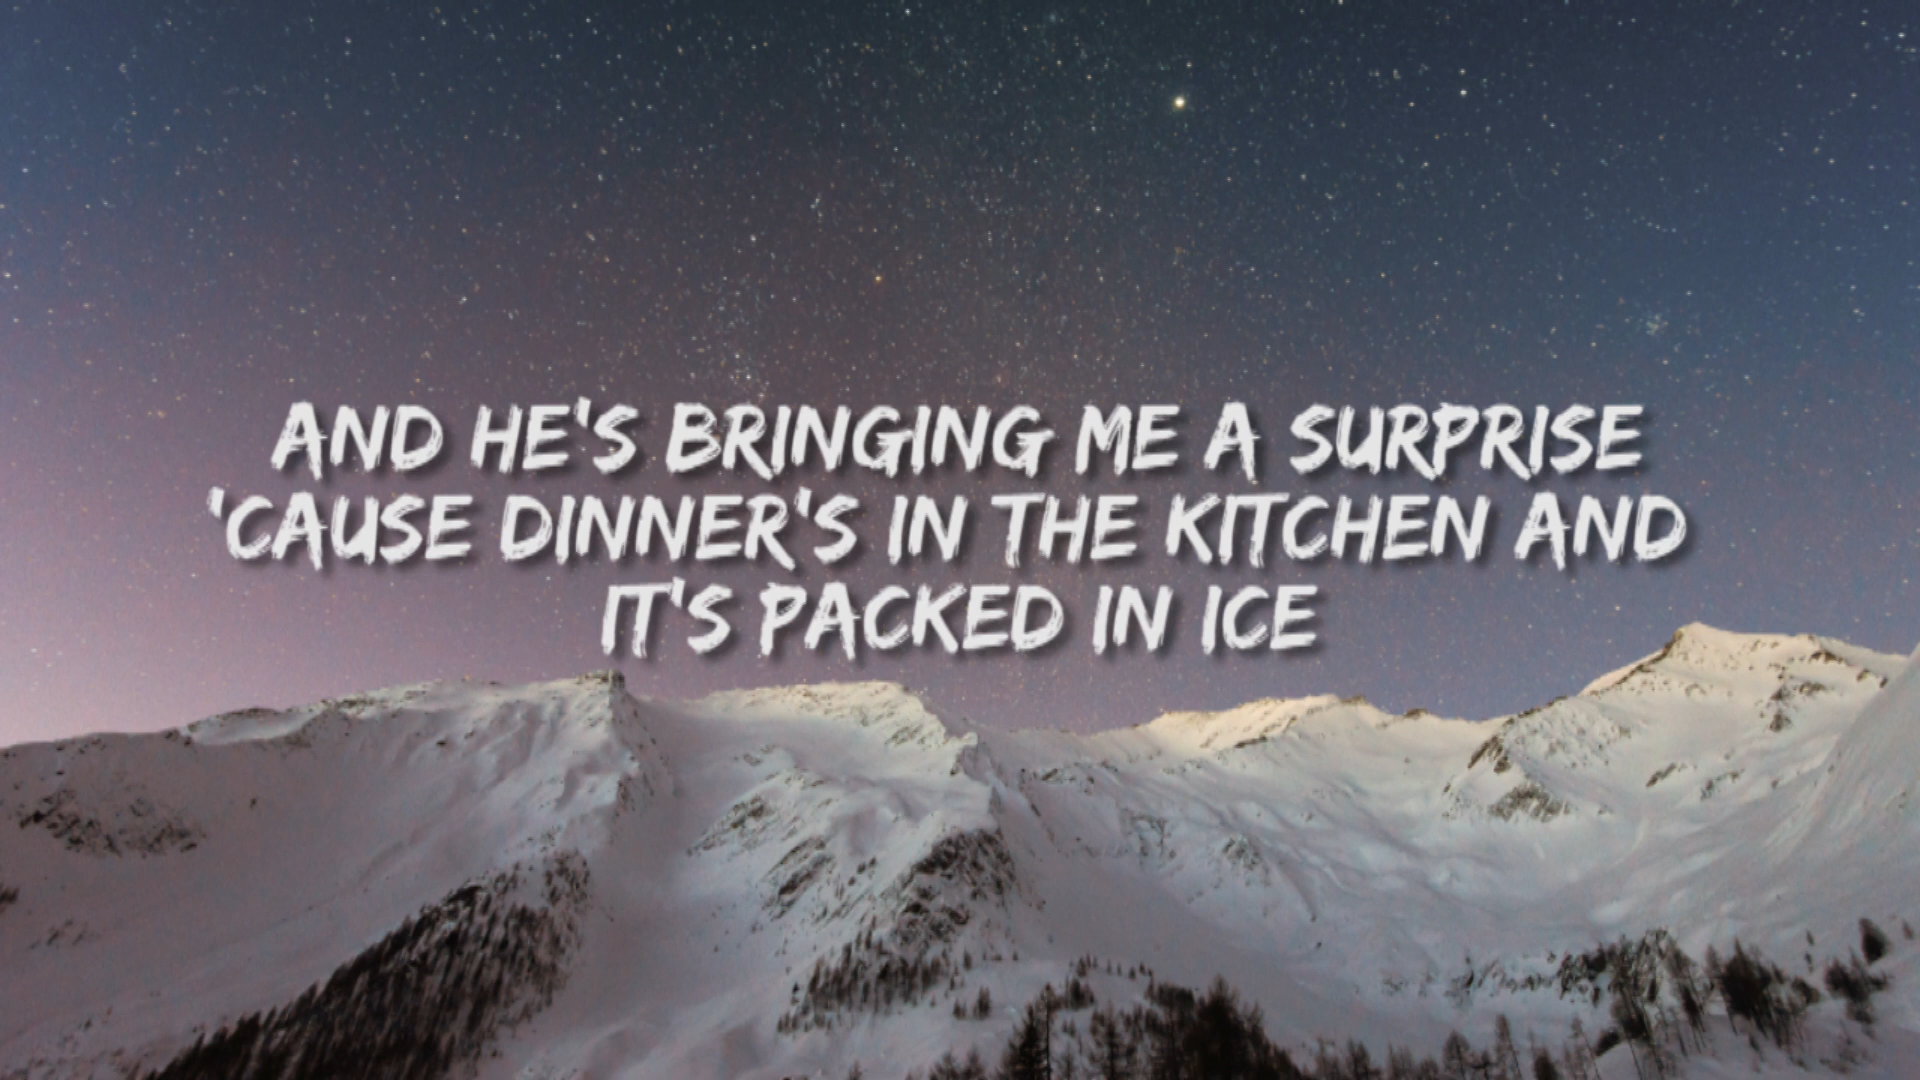 AND HE'S BRINGING ME A SURPRISE
'CAUSE DINNER'S IN THE KITCHEN AND
IT'S PACKED IN ICE